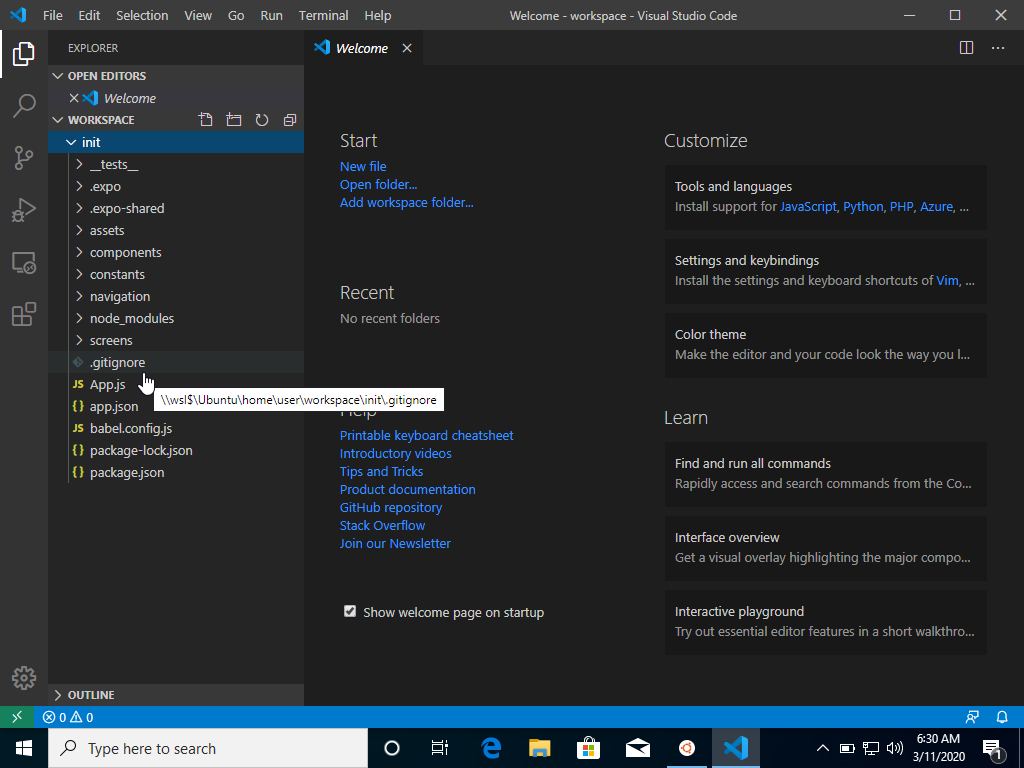 File Edit Selection View Go Run Terminal Help Welcome - workspace - Visual Studio Code
EXPLORER
Welcome
OPEN EDITORS
Welcome
WORKSPACE
init
__tests__
.expo
.expo-shared
assets
components
constants
navigation
node_modules
screens
.gitignore
App.js
JS
app.json
{}
babel.config.js
JS
package-lock.json
{}
package.json
{}
\\wsl$\Ubuntu\home\user\workspace\init\.gitignore
OUTLINE
Start
New file
Open folder...
Add workspace folder...
Recent
No recent folders
Help
Printable keyboard cheatsheet
Introductory videos
Tips and Tricks
Product documentation
GitHub repository
Stack Overflow
Join our Newsletter
Show welcome page on startup
Customize
Tools and languages
Install support for JavaScript, Python, PHP, Azure, ...
Settings and keybindings
Install the settings and keyboard shortcuts of Vim, ...
Color theme
Make the editor and your code look the way you l...
Learn
Find and run all commands
Rapidly access and search commands from the Co...
Interface overview
Get a visual overlay highlighting the major compo...
Interactive playground
Try out essential editor features in a short walkthro...
0 0
Type here to search
6:30 AM
3/11/2020
1